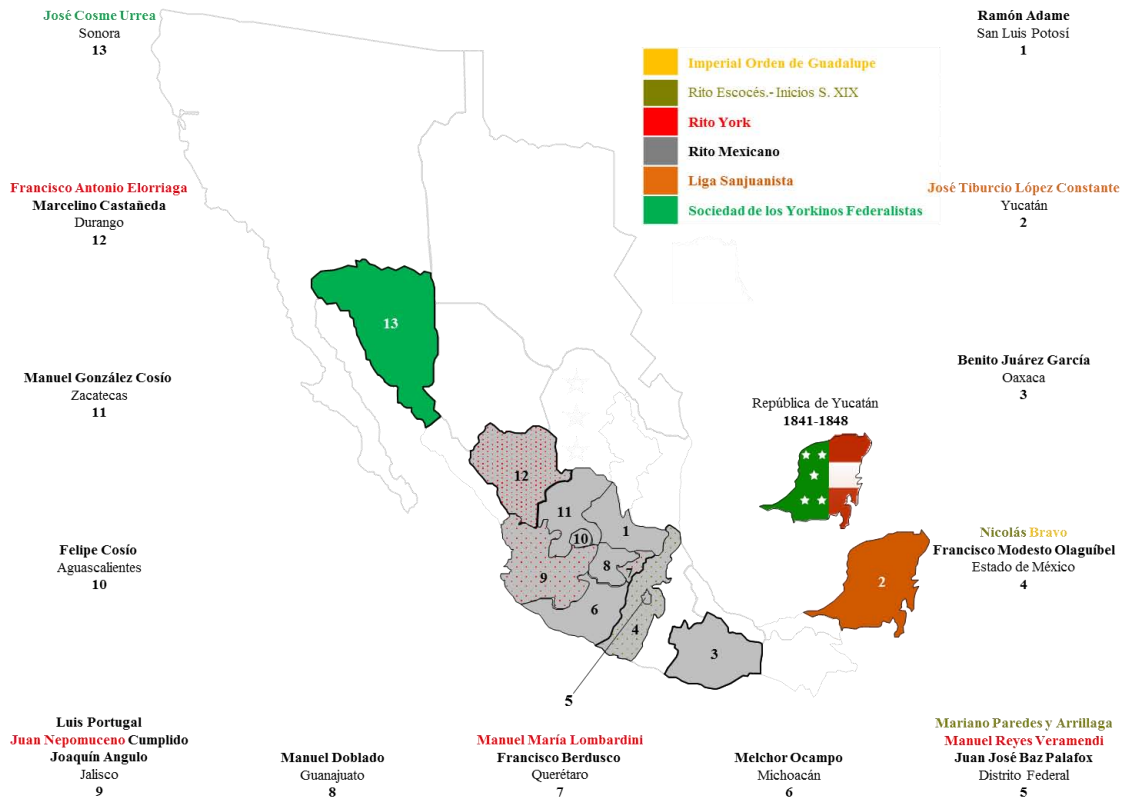 José Cosme Urrea
Sonora
13
Ramón Adame
San Luis Potosí
1
Imperial Orden de Guadalupe
Rito Escocés.- Inicios S. XIX
Rito York
Rito Mexicano
Liga Sanjuanista
Sociedad de los Yorkinos Federalistas
Francisco Antonio Elorriaga
Marcelino Castañeda
Durango
12
José Tiburcio López Constante
Yucatán
2
13
Manuel González Cosío
Zacatecas
11
Benito Juárez García
Oaxaca
3
República de Yucatán
1841-1848
12
11
1
10
8
7
9
6
4
3
2
5
Felipe Cosío
Aguascalientes
10
Nicolás Bravo
Francisco Modesto Olaguíbel
Estado de México
4
Luis Portugal
Juan Nepomuceno Cumplido
Joaquín Angulo
Jalisco
9
Manuel Doblado
Guanajuato
8
Manuel María Lombardini
Francisco Berdusco
Querétaro
7
Melchor Ocampo
Michoacán
6
Mariano Paredes y Arrillaga
Manuel Reyes Veramendi
Juan José Baz Palafox
Distrito Federal
5